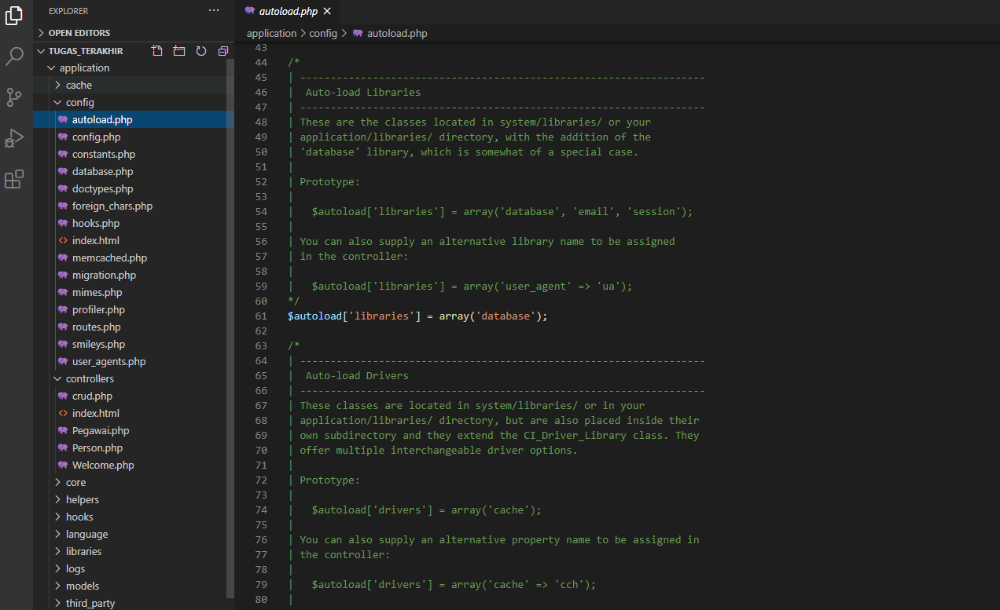 EXPLORER
OPEN EDITORS
TUGAS_TERAKHIR
application
cache
config
autoload.php
config.php
constants.php
database.php
doctypes.php
foreign_chars.php
hooks.php
index.html
memcached.php
migration.php
mimes.php
profiler.php
routes.php
smileys.php
user_agents.php
controllers
crud.php
index.html
Pegawai.php
Person.php
Welcome.php
core
helpers
hooks
language
libraries
logs
models
third_party
autoload.php
application > config > autoload.php
43
44 /*
45 | -------------------------------------------------------------------
46 |  Auto-load Libraries
47 | -------------------------------------------------------------------
48 | These are the classes located in system/libraries/ or your
49 | application/libraries/ directory, with the addition of the
50 | 'database' library, which is somewhat of a special case.
51 |
52 | Prototype:
53 |
54 |   $autoload['libraries'] = array('database', 'email', 'session');
55 |
56 | You can also supply an alternative library name to be assigned
57 | in the controller:
58 |
59 |   $autoload['libraries'] = array('user_agent' => 'ua');
60 */
61 $autoload['libraries'] = array('database');
62
63 /*
64 | -------------------------------------------------------------------
65 |  Auto-load Drivers
66 | -------------------------------------------------------------------
67 | These classes are located in system/libraries/ or in your
68 | application/libraries/ directory, but are also placed inside their
69 | own subdirectory and they extend the CI_Driver_Library class. They
70 | offer multiple interchangeable driver options.
71 |
72 | Prototype:
73 |
74 |   $autoload['drivers'] = array('cache');
75 |
76 | You can also supply an alternative property name to be assigned in
77 | the controller:
78 |
79 |   $autoload['drivers'] = array('cache' => 'cch');
80 |